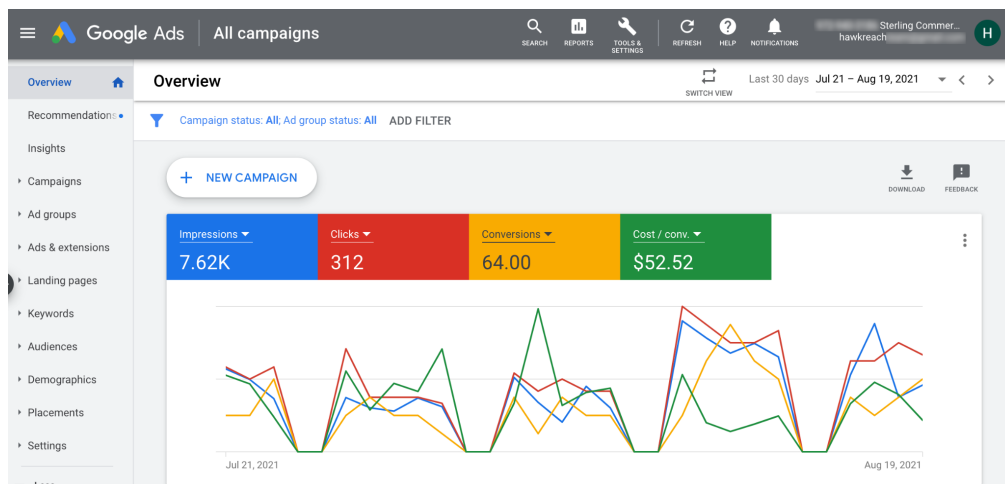 Google Ads
All campaigns
SEARCH
REPORTS
TOOLS &
SETTINGS
REFRESH
HELP
NOTIFICATIONS
Sterling Commer...
hawkreach
H
Overview
Recommendations
Insights
Campaigns
Ad groups
Ads & extensions
Landing pages
Keywords
Audiences
Demographics
Placements
Settings
Overview
SWITCH VIEW
Last 30 days Jul 21 – Aug 19, 2021
Campaign status: All; Ad group status: All ADD FILTER
+ NEW CAMPAIGN
DOWNLOAD
FEEDBACK
Impressions
7.62K
Clicks
312
Conversions
64.00
Cost / conv.
$52.52
Jul 21, 2021
Aug 19, 2021